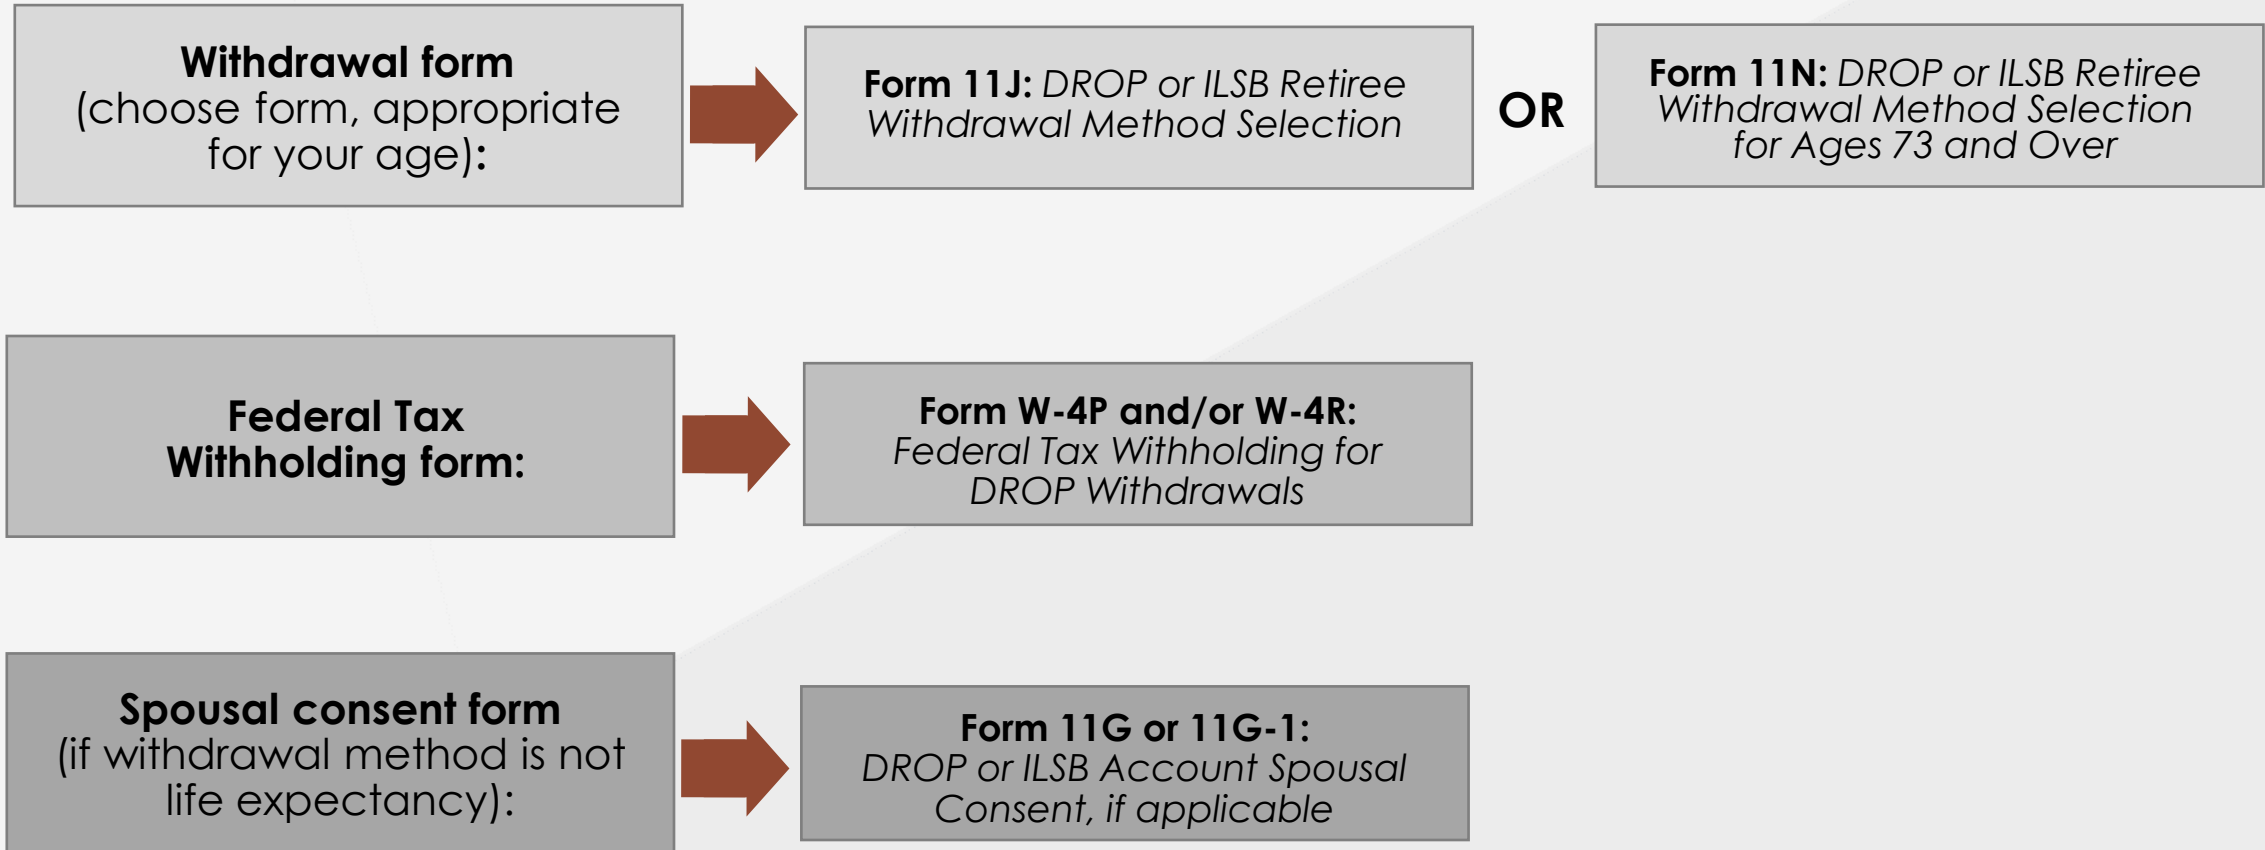 Withdrawal form
(choose form, appropriate
for your age):
Form 11J: DROP or ILSB Retiree
Withdrawal Method Selection
OR
Form 11N: DROP or ILSB Retiree
Withdrawal Method Selection
for Ages 73 and Over
Federal Tax
Withholding form:
Form W-4P and/or W-4R:
Federal Tax Withholding for
DROP Withdrawals
Spousal consent form
(if withdrawal method is not
life expectancy):
Form 11G or 11G-1:
DROP or ILSB Account Spousal
Consent, if applicable